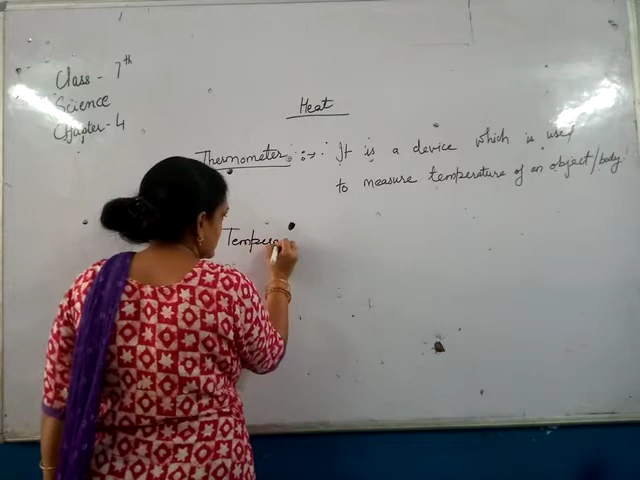 Class - 7th
Science
Chapter - 4
Heat
Thermometer :→: It is a device which is used
to measure temperature of an object/body
Tempera